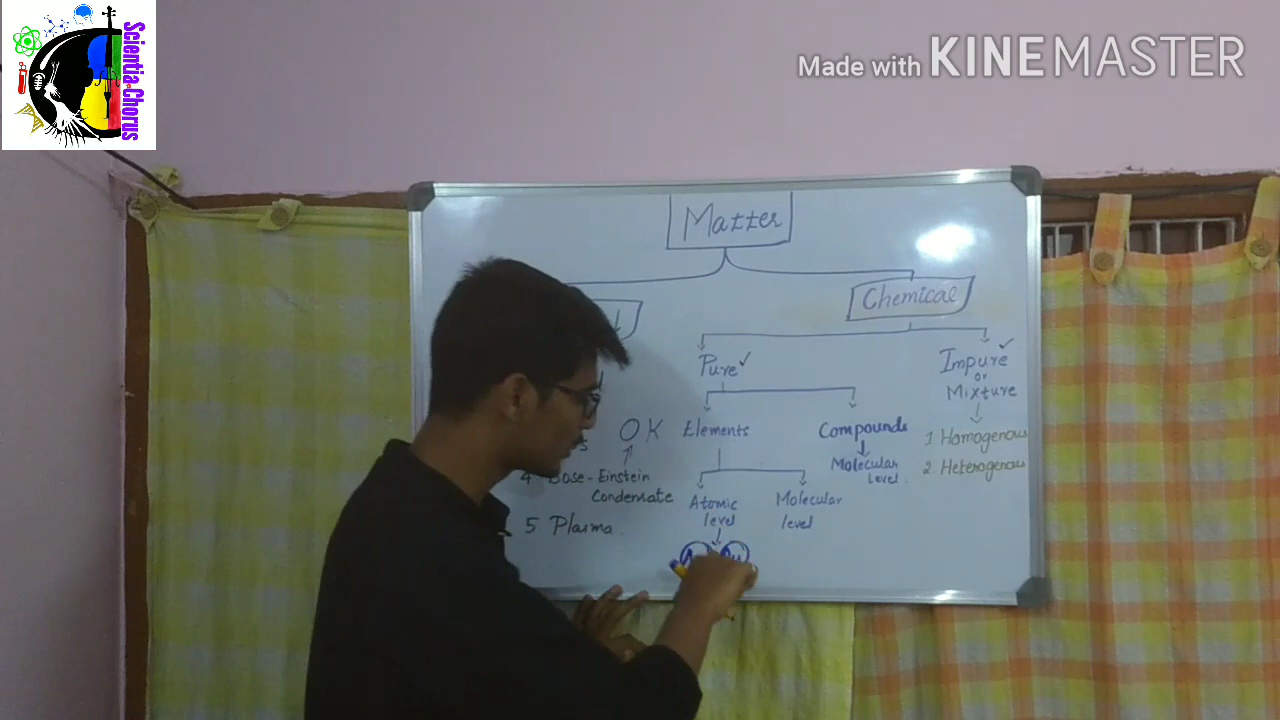 Scientia Chorus
Made with KINEMASTER
Matter
Chemical
Pure
Impure
or
Mixture
Elements
Compounds
Molecular
Level
1 Homogenous
2. Heterogenous
O K
4 Bose-Einstein
Condensate
5 Plasma.
Atomic
level
Molecular
level